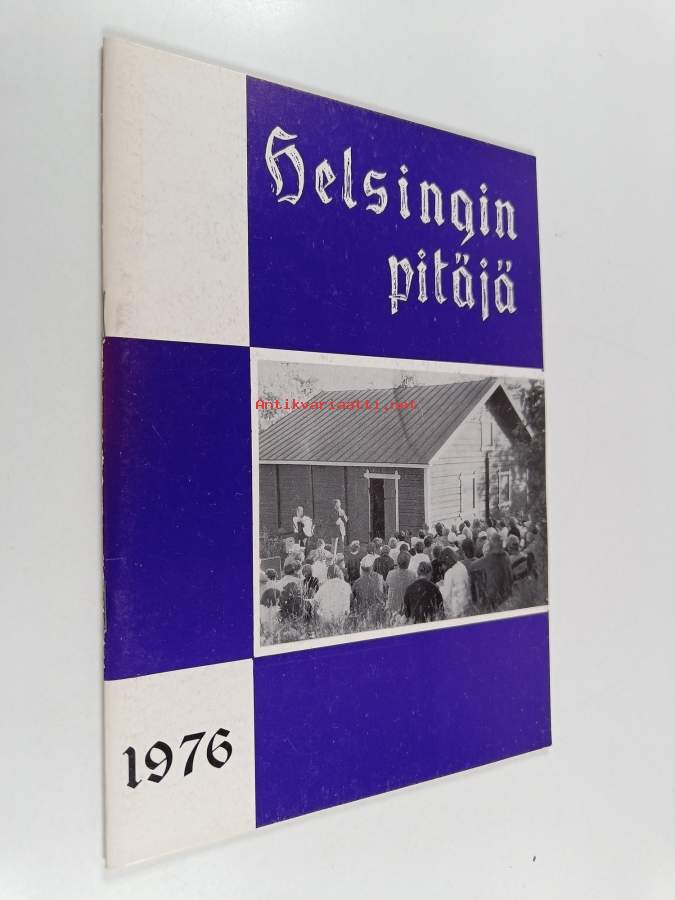 Helsingin
pitäjä
Antikvariaatti.net
1976